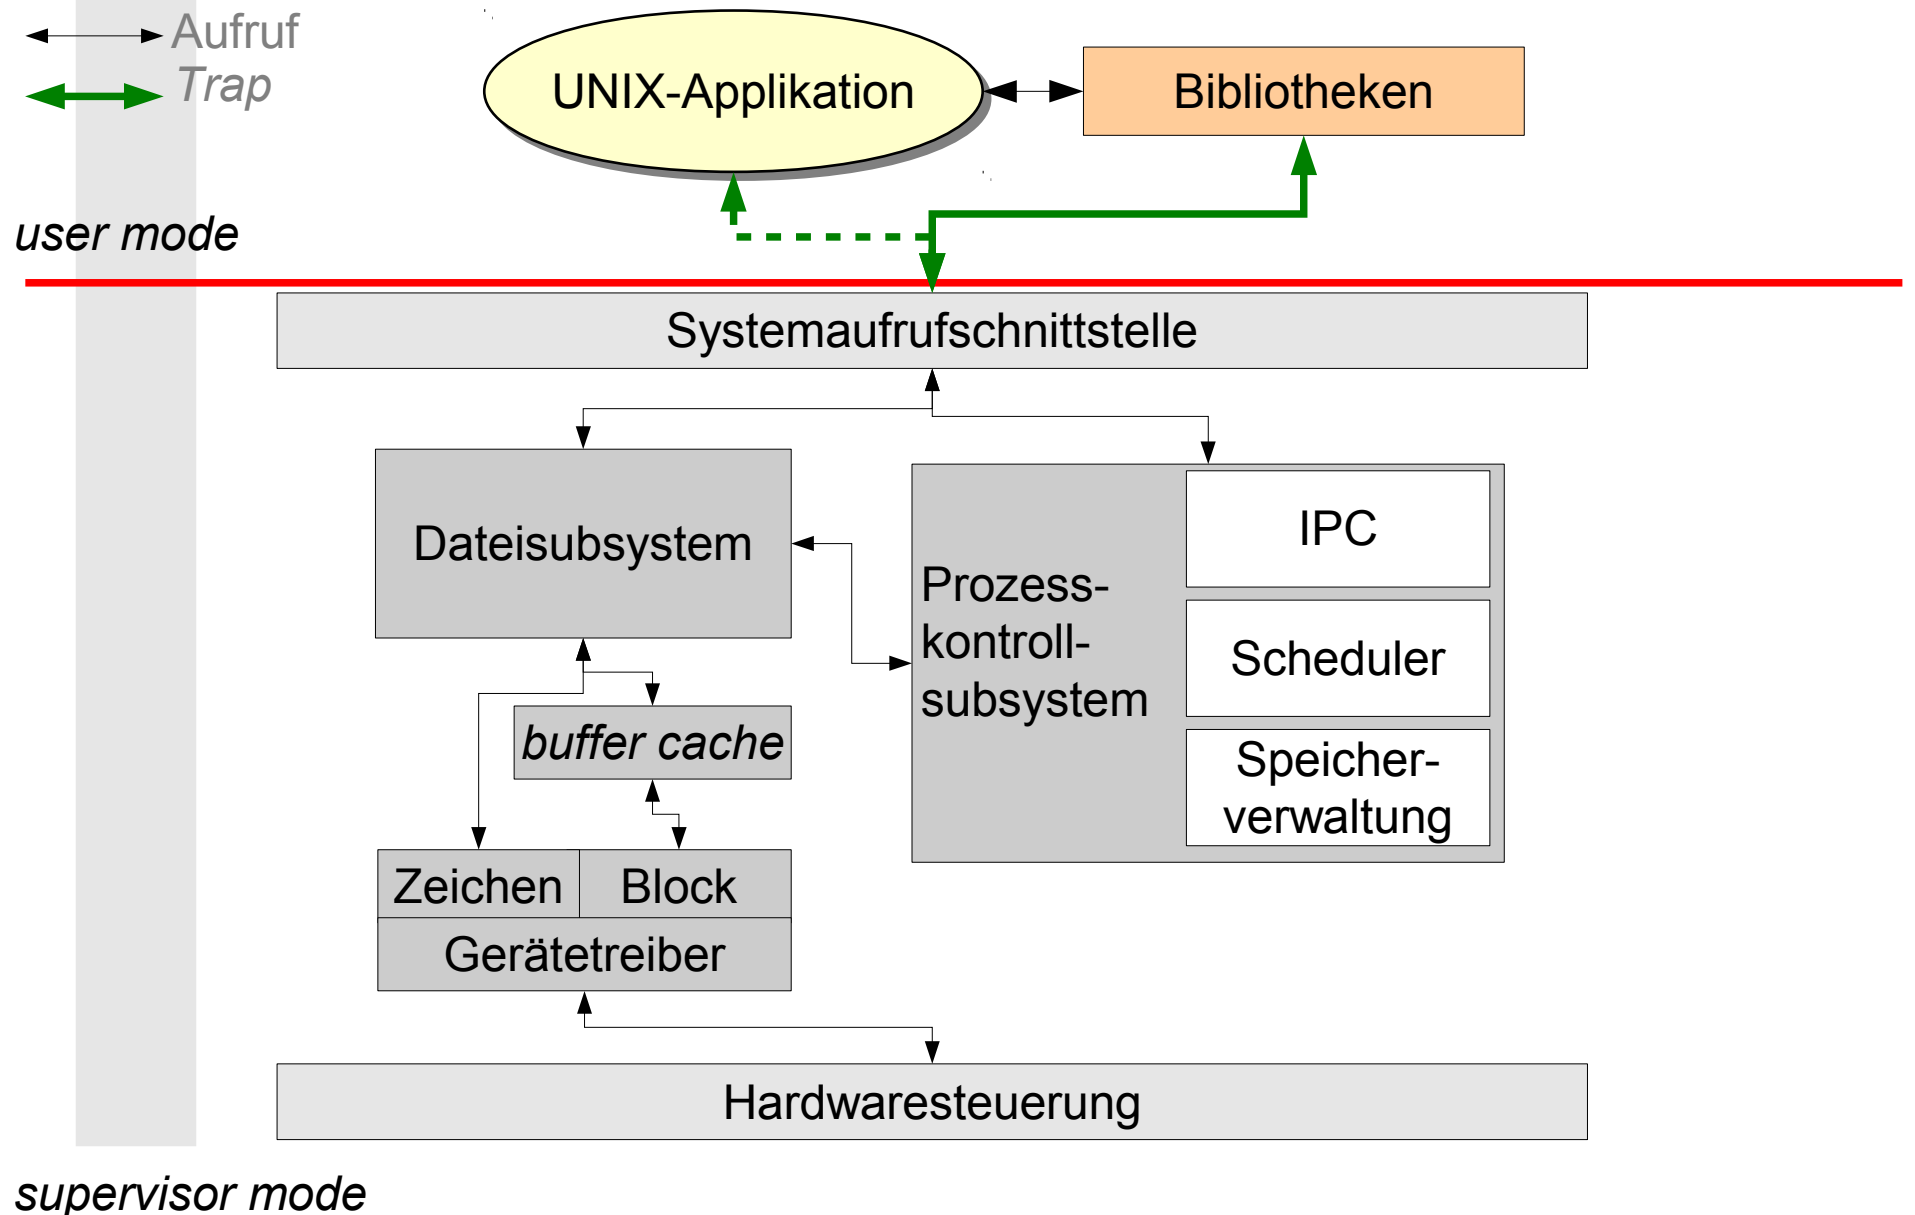 Aufruf
Trap
UNIX-Applikation
Bibliotheken
user mode
Systemaufrufschnittstelle
Dateisubsystem
Prozess-
kontroll-
subsystem
IPC
Scheduler
Speicher-
verwaltung
buffer cache
Zeichen
Block
Gerätetreiber
Hardwaresteuerung
supervisor mode